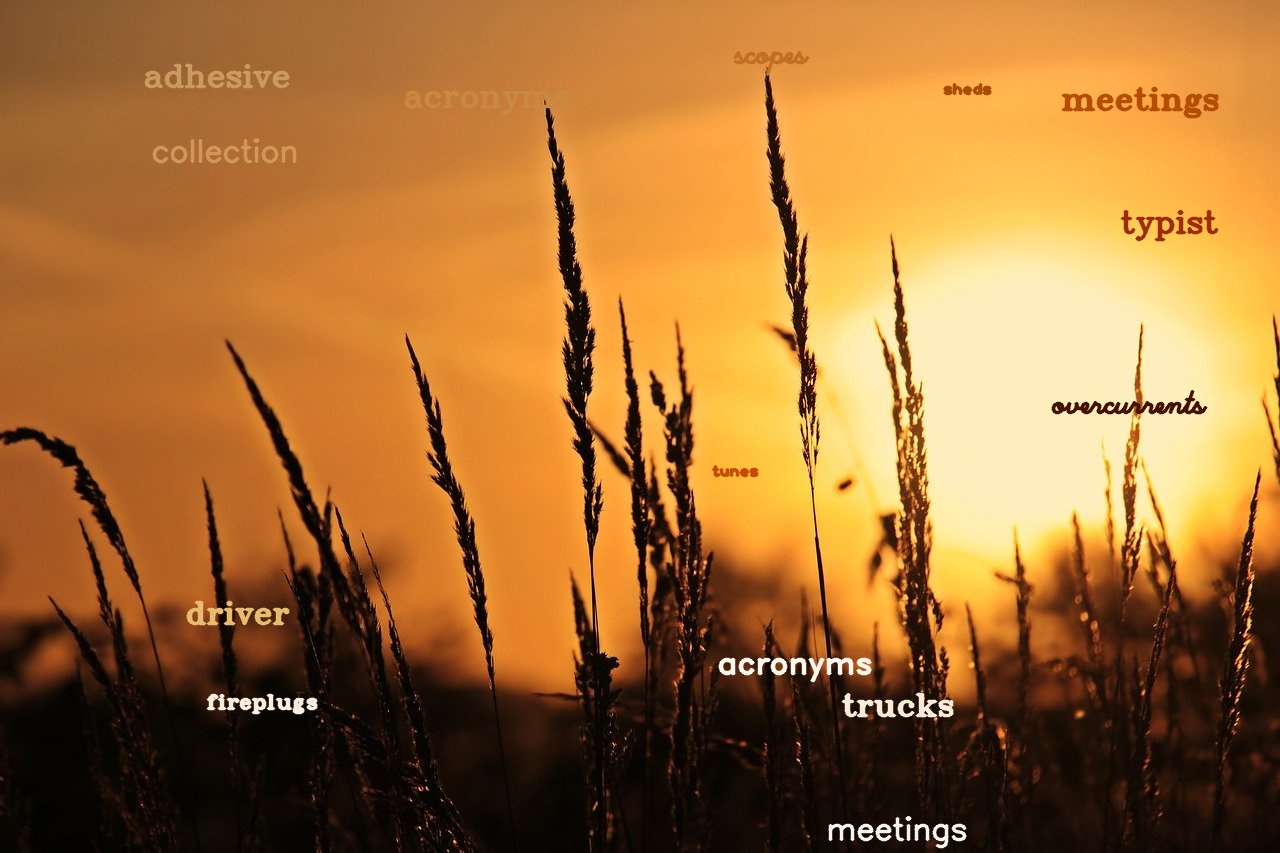 scopes
adhesive
acronyms
sheds
meetings
collection
typist
overcurrents
tunes
driver
acronyms
fireplugs
trucks
meetings